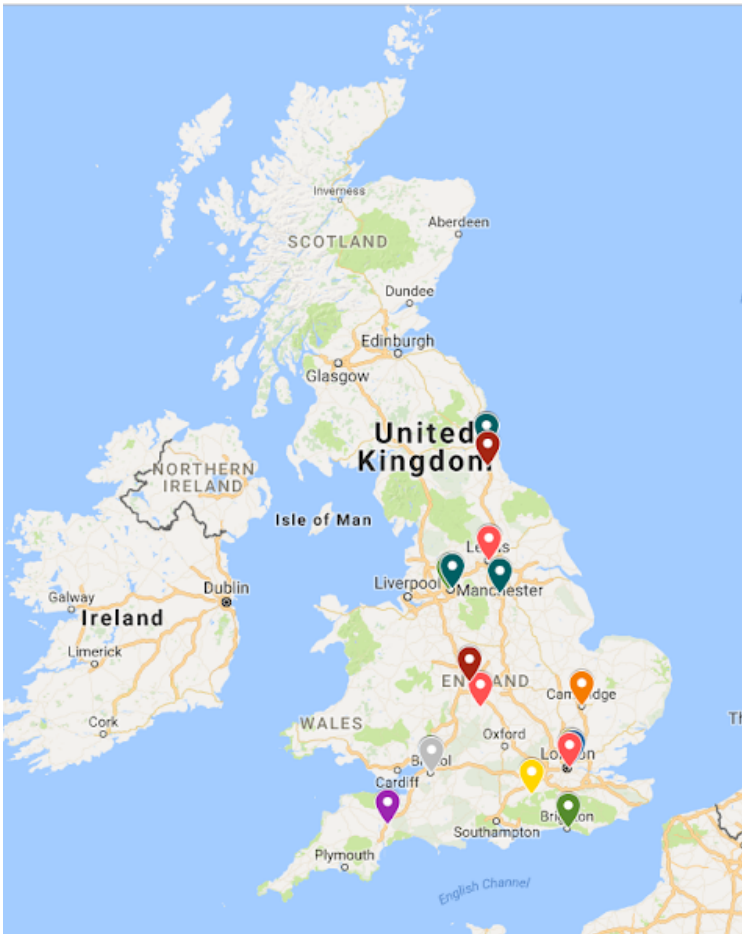 Inverness
Aberdeen
SCOTLAND
Dundee
Edinburgh
Glasgow
United
Kingdom
NORTHERN
IRELAND
Isle of Man
Galway
Dublin
Liverpool
Manchester
Ireland
Limerick
Cork
WALES
Oxford
Cardiff
Southampton
Plymouth
English Channel
Th